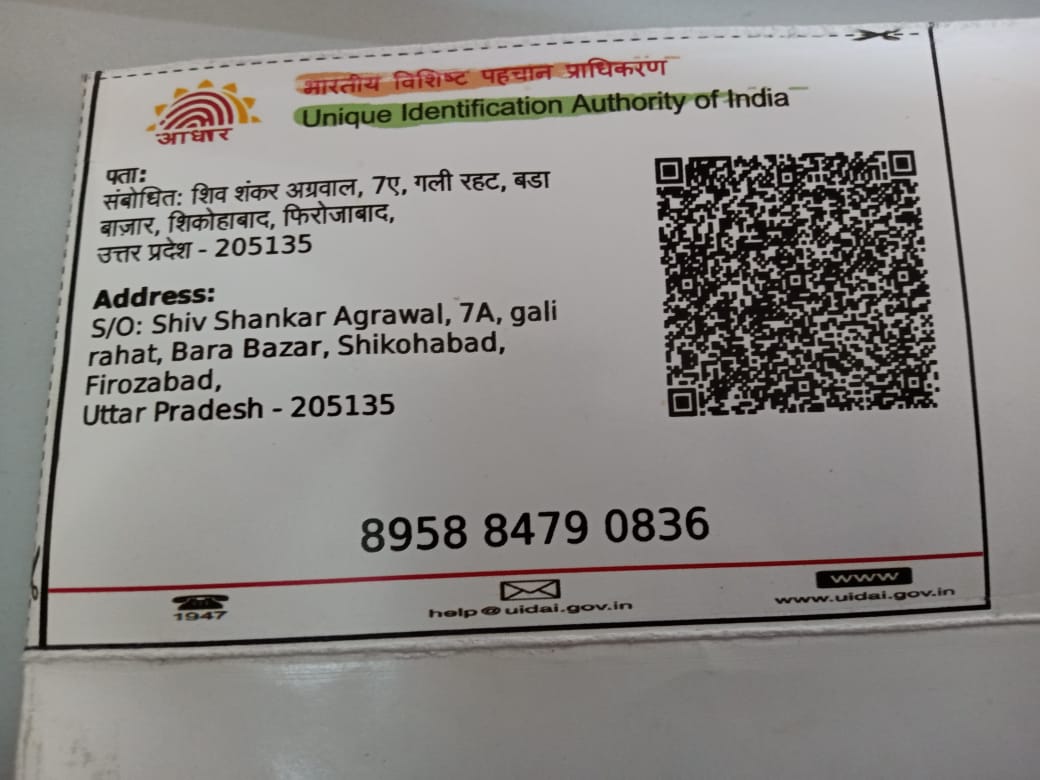 भारतीय विशिष्ट पहचान प्राधिकरण
Unique Identification Authority of India
आधार
पता:
संबोधित: शिव शंकर अग्रवाल, 7ए, गली रहट, बडा
बाज़ार, शिकोहाबाद, फिरोजाबाद,
उत्तर प्रदेश - 205135
Address:
S/O: Shiv Shankar Agrawal, 7A, gali
rahat, Bara Bazar, Shikohabad,
Firozabad,
Uttar Pradesh - 205135
8958 8479 0836
1947
help@uidai.gov.in
www
www.uidai.gov.in